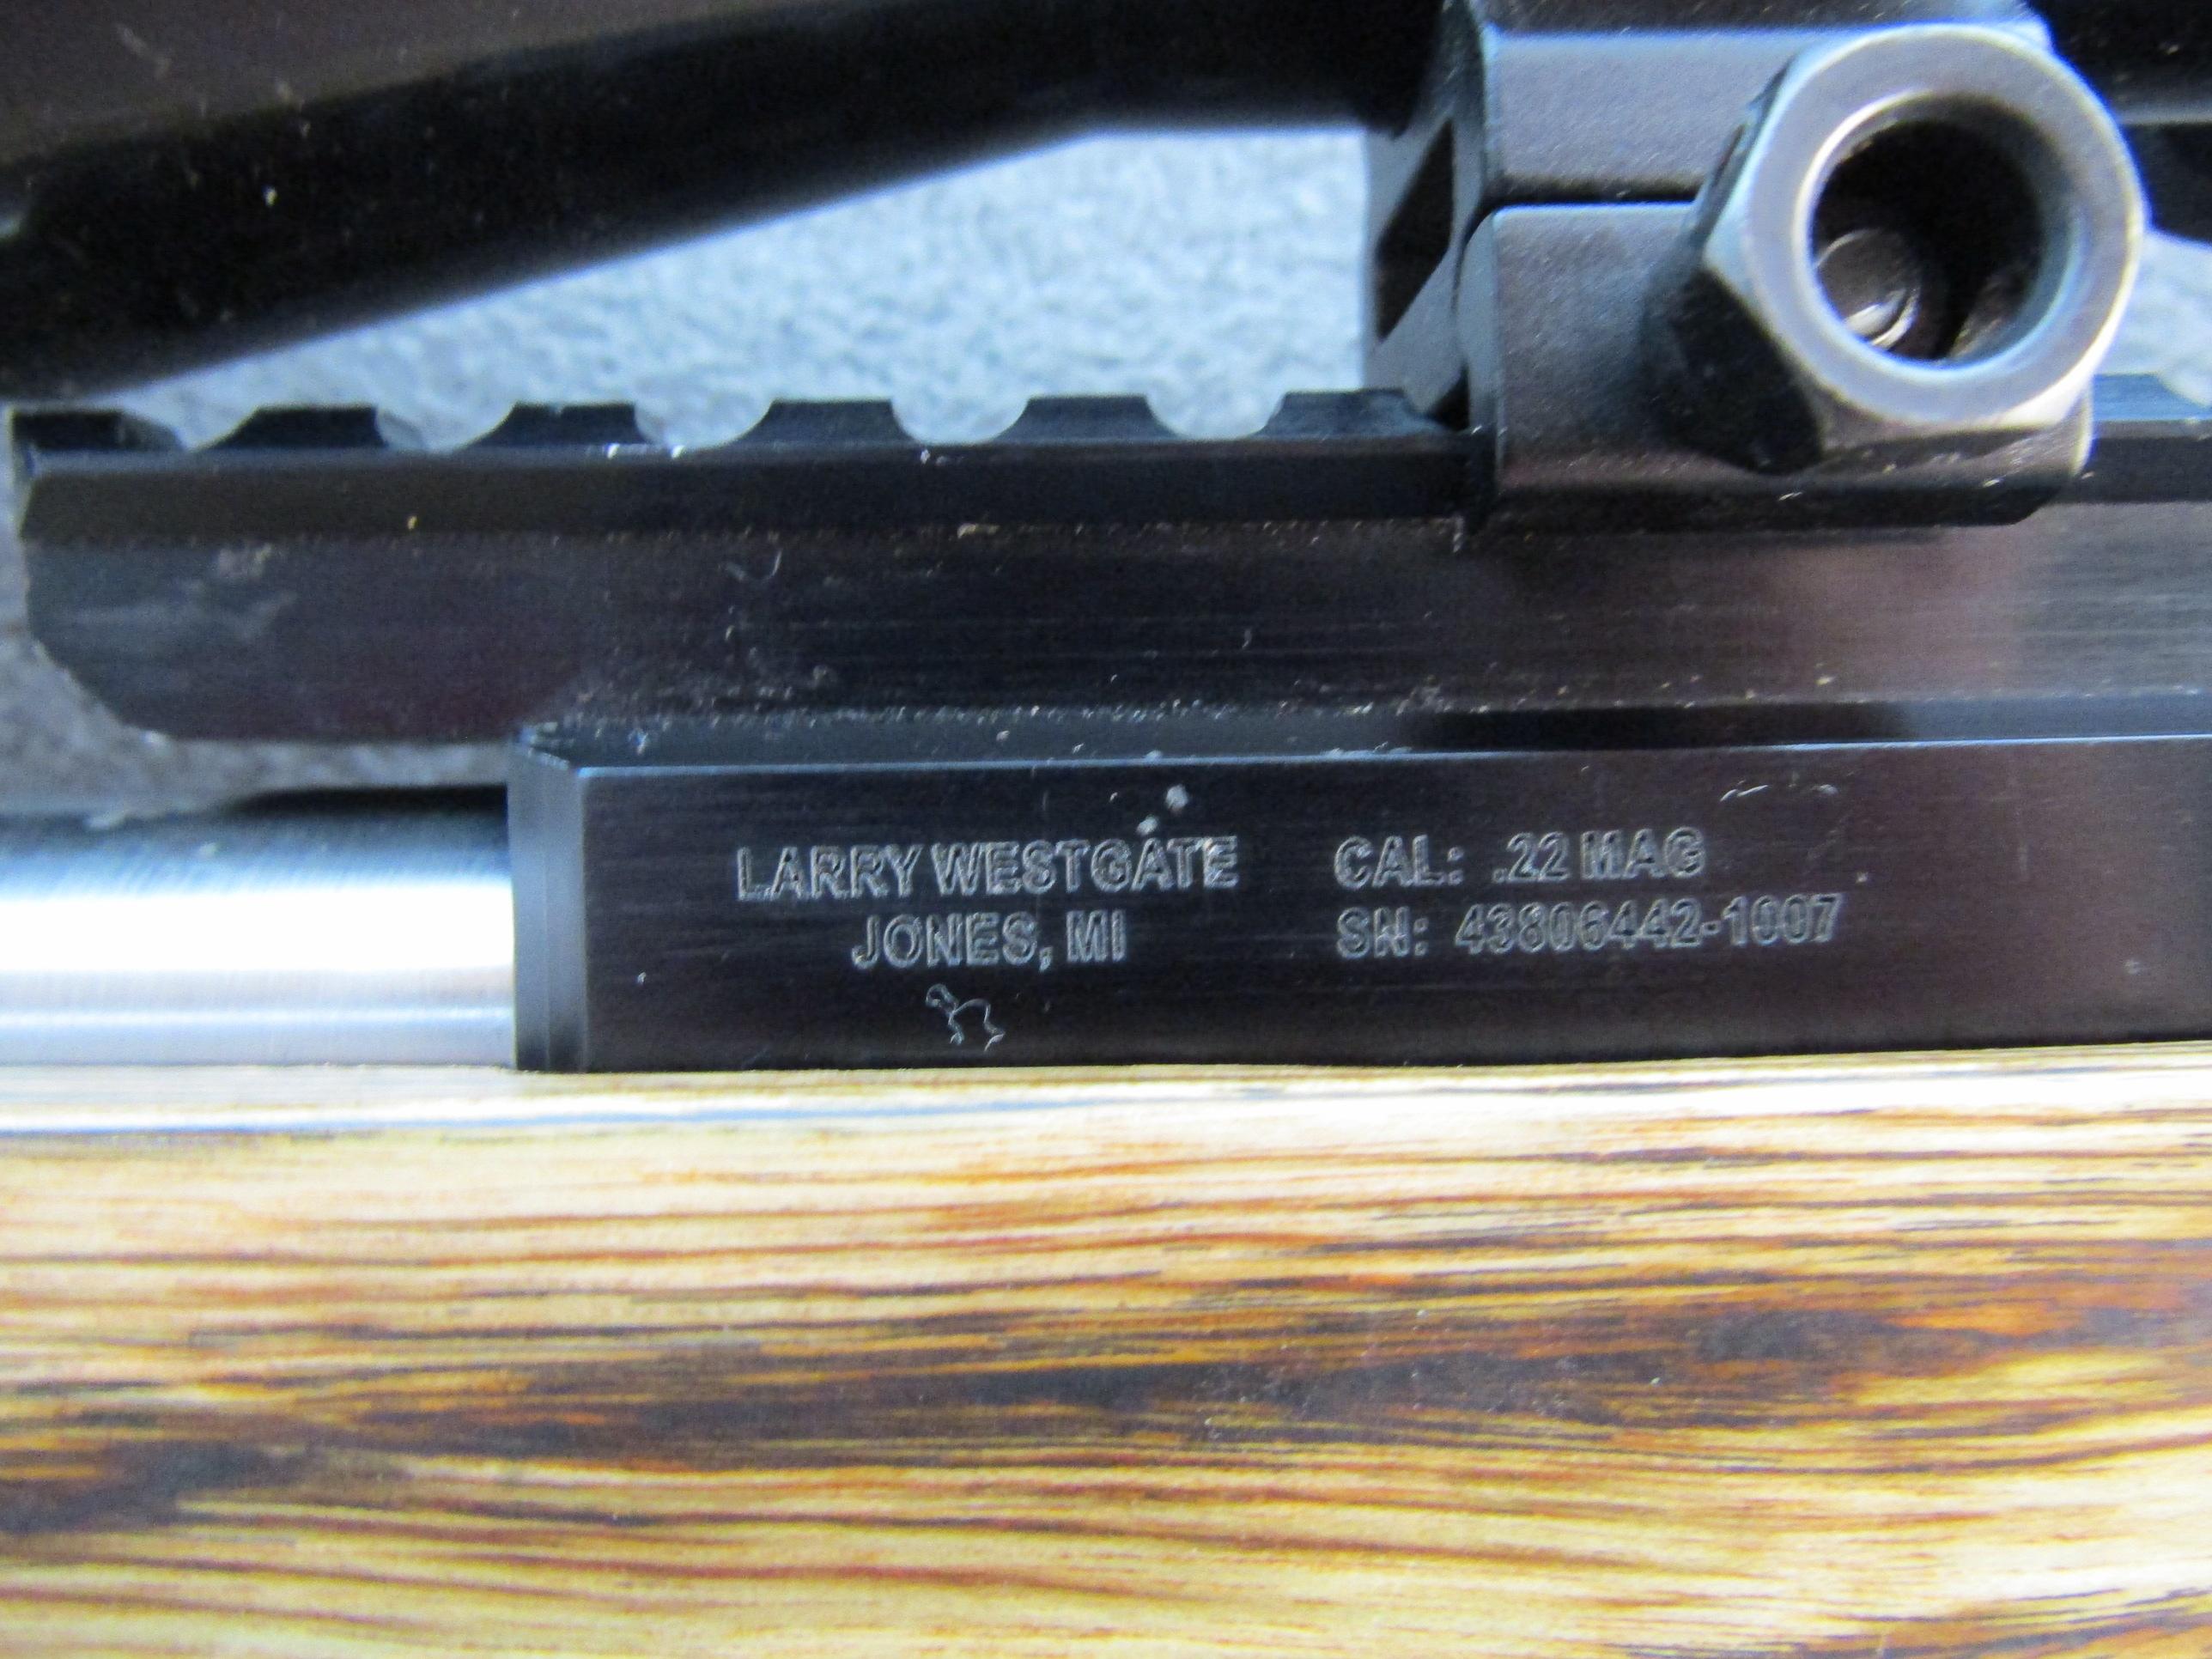 LARRY WESTGATE
JONES, MI
CAL: .22 MAG
SN: 43806442-1007